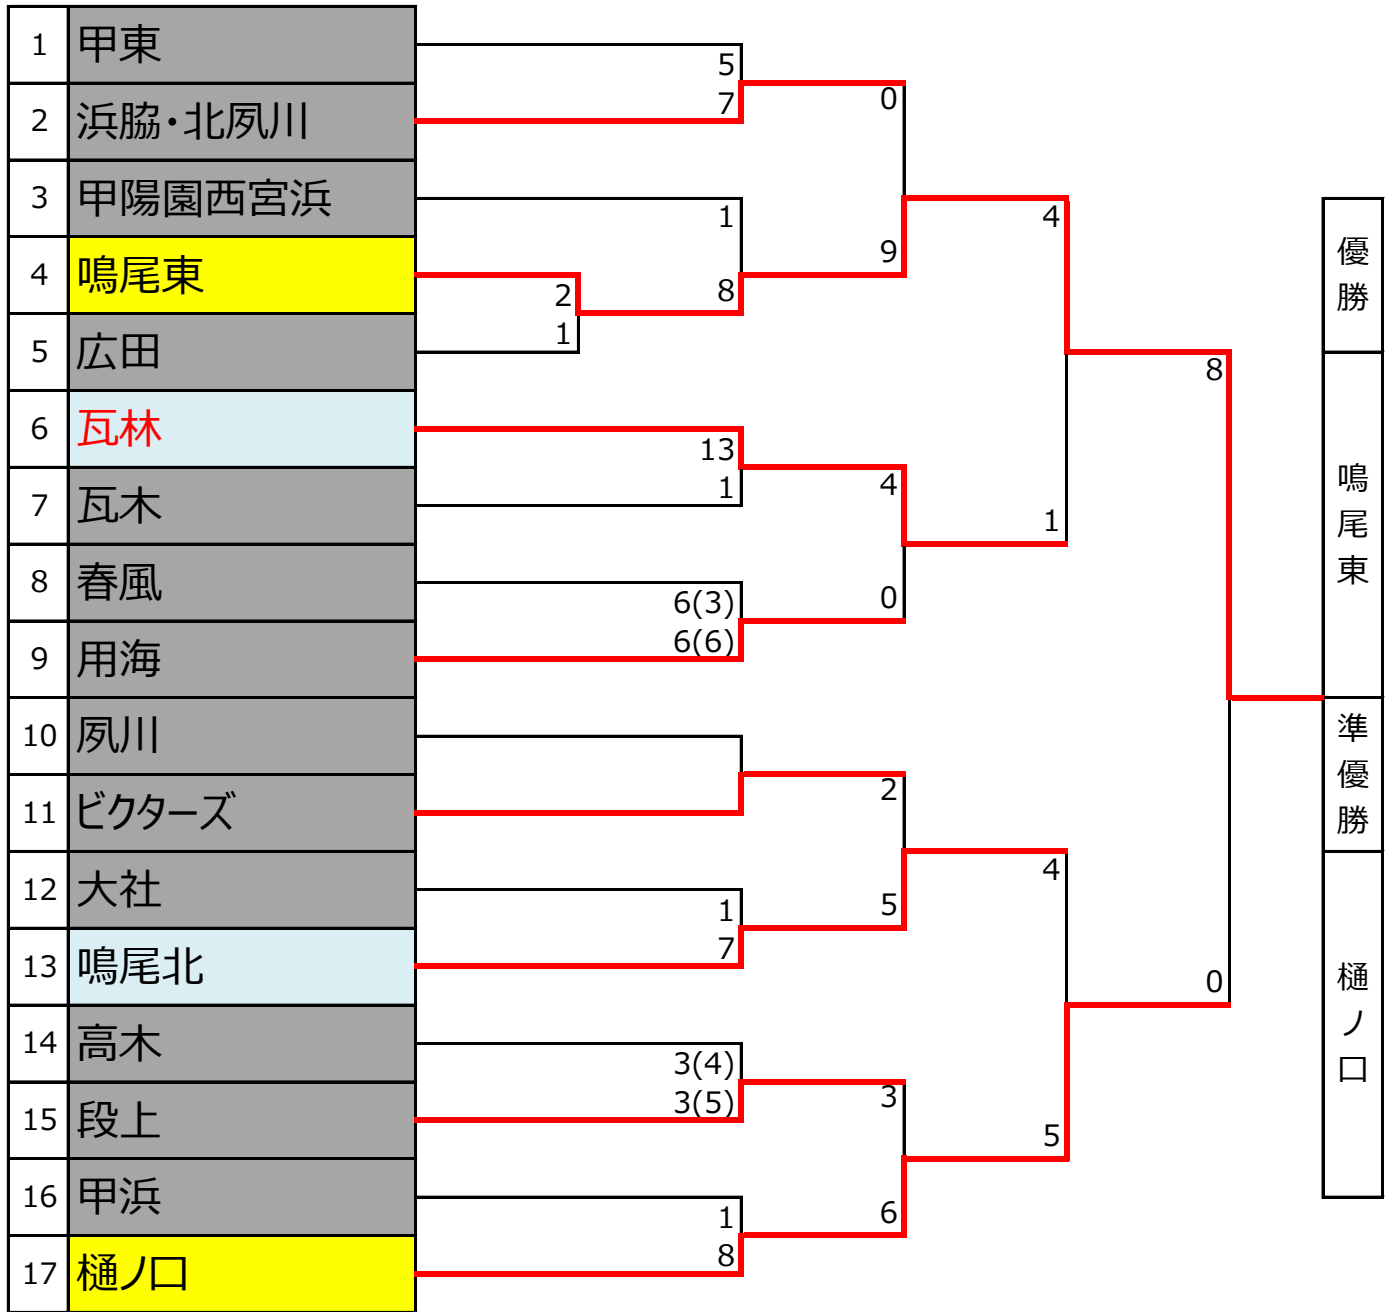 1 甲東
2 浜脇・北夙川
3 甲陽園西宮浜
4 鳴尾東
5 広田
6 瓦林
7 瓦木
8 春風
9 用海
10 夙川
11 ビクターズ
12 大社
13 鳴尾北
14 高木
15 段上
16 甲浜
17 樋ノ口
5
7
1
8
2
1
13
1
6(3)
6(6)
1
7
3(4)
3(5)
1
8
0
9
4
0
2
5
3
6
4
1
4
5
8
0
優勝
鳴尾東
準優勝
樋ノ口